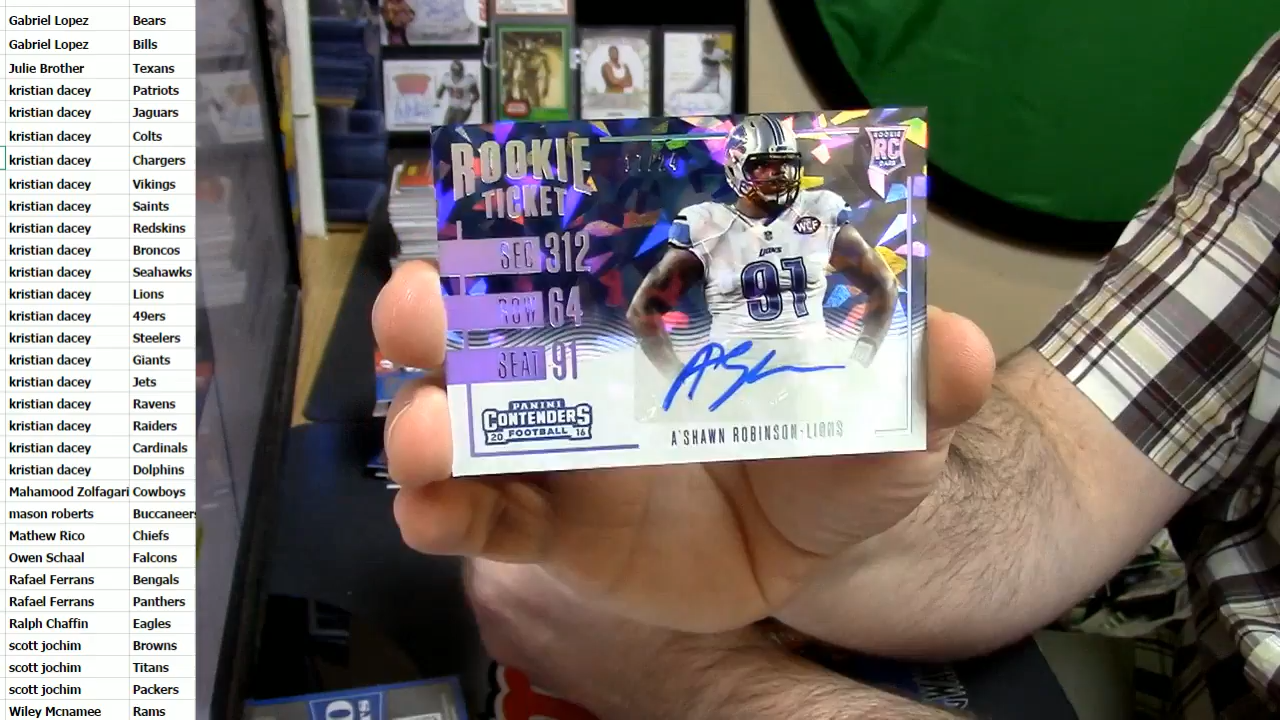 Gabriel Lopez Bears
Gabriel Lopez Bills
Julie Brother Texans
kristian dacey Patriots
kristian dacey Jaguars
kristian dacey Colts
kristian dacey Chargers
kristian dacey Vikings
kristian dacey Saints
kristian dacey Redskins
kristian dacey Broncos
kristian dacey Seahawks
kristian dacey Lions
kristian dacey 49ers
kristian dacey Steelers
kristian dacey Giants
kristian dacey Jets
kristian dacey Ravens
kristian dacey Raiders
kristian dacey Cardinals
kristian dacey Dolphins
Mahamood Zolfagari Cowboys
mason roberts Buccaneers
Mathew Rico Chiefs
Owen Schaal Falcons
Rafael Ferrans Bengals
Rafael Ferrans Panthers
Ralph Chaffin Eagles
scott jochim Browns
scott jochim Titans
scott jochim Packers
Wiley Mcnamee Rams
ROOKIE
TICKET
SEC 312
ROW 64
SEAT 91
PANINI
CONTENDERS
20 FOOTBALL 16
ROOKIE
RC
CARD
WCF
LIONS
91
A'SHAWN ROBINSON-LIONS